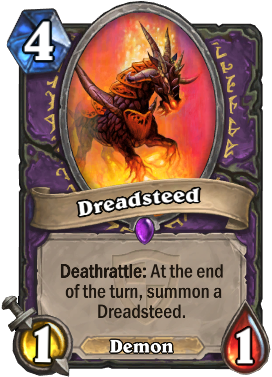 4
Dreadsteed
Deathrattle: At the end
of the turn, summon a
Dreadsteed.
1
Demon
1